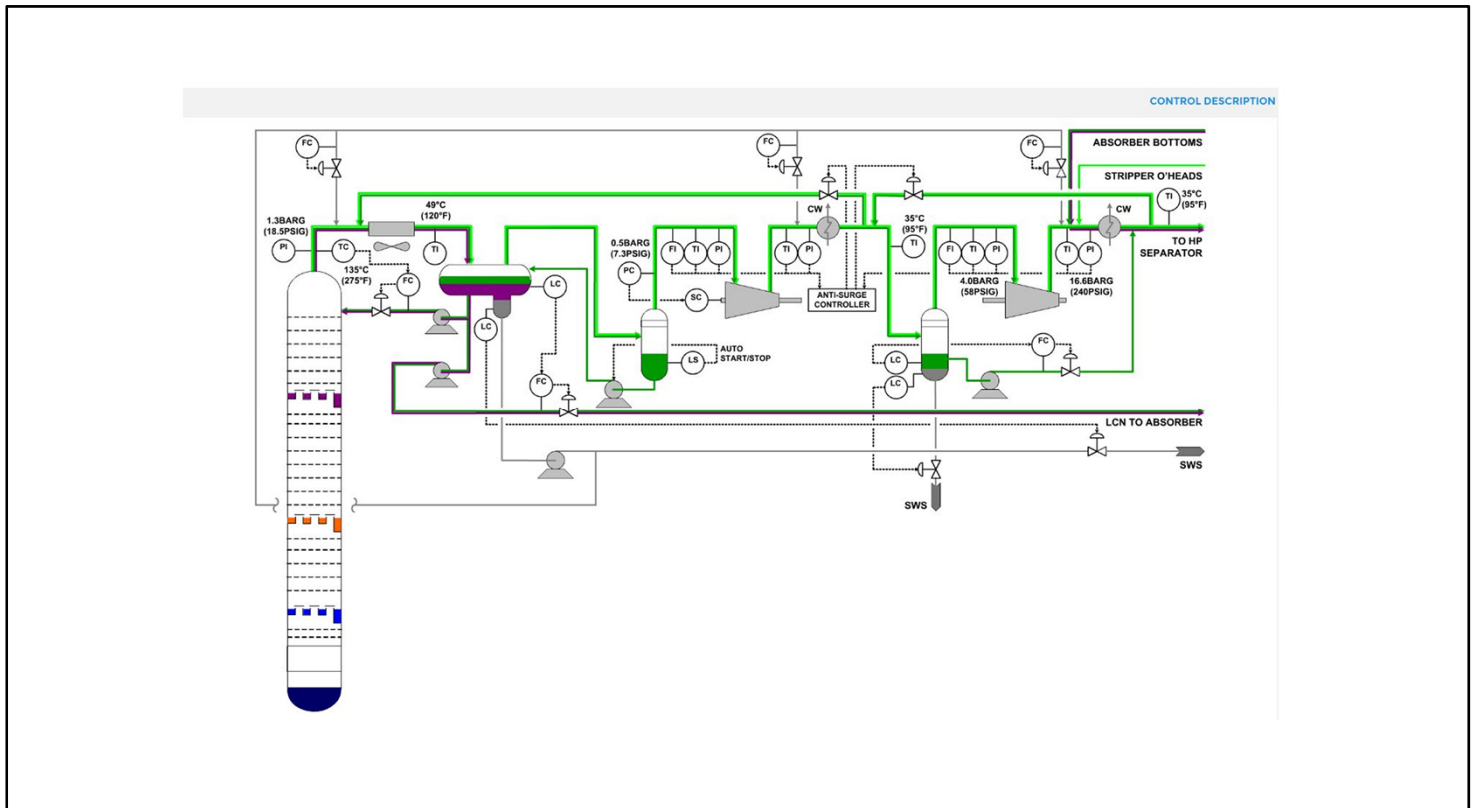 CONTROL DESCRIPTION
FC
FC
FC
ABSORBER BOTTOMS
STRIPPER O'HEADS
35°C
(95°F)
TI
1.3BARG
(18.5PSIG)
49°C
(120°F)
CW
CW
PI
TC
TI
0.5BARG
(7.3PSIG)
FI
TI
PI
TI
PI
35°C
(95°F)
TI
FI
TI
PI
TI
PI
TO HP
SEPARATOR
135°C
(275°F)
FC
LC
PC
SC
ANTI-SURGE
CONTROLLER
4.0BARG
(58PSIG)
16.6BARG
(240PSIG)
LC
AUTO
START/STOP
LS
FC
LC
LC
FC
LCN TO ABSORBER
SWS
SWS